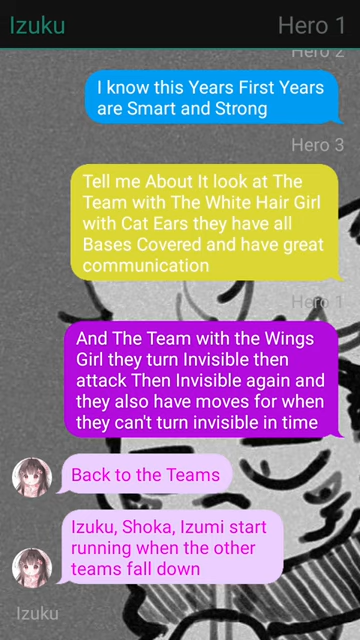 Izuku Hero 1
Hero 2
I know this Years First Years
are Smart and Strong
Hero 3
Tell me About It look at The
Team with The White Hair Girl
with Cat Ears they have all
Bases Covered and have great
communication
Hero 1
And The Team with the Wings
Girl they turn Invisible then
attack Then Invisible again and
they also have moves for when
they can't turn invisible in time
Back to the Teams
Izuku, Shoka, Izumi start
running when the other
teams fall down
Izuku